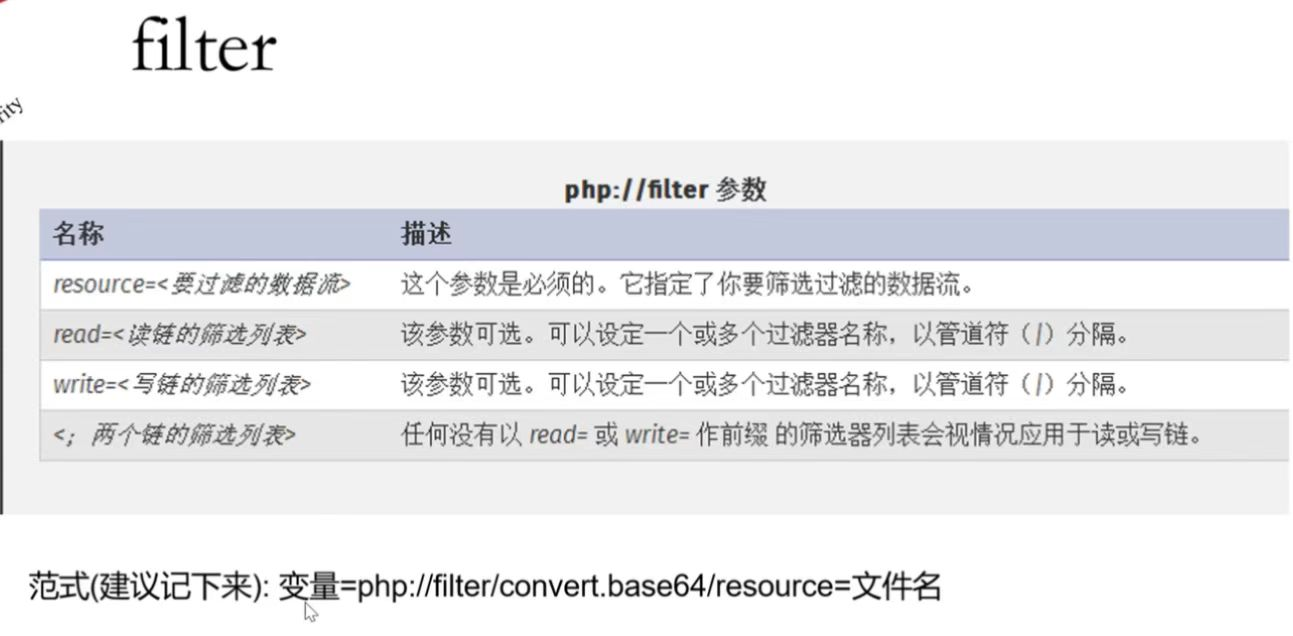 filter
rity
php://filter 参数
名称 描述
resource=<要过滤的数据流> 这个参数是必须的。它指定了你要筛选过滤的数据流。
read=<读链的筛选列表> 该参数可选。可以设定一个或多个过滤器名称，以管道符（|）分隔。
write=<写链的筛选列表> 该参数可选。可以设定一个或多个过滤器名称，以管道符（|）分隔。
<；两个链的筛选列表> 任何没有以 read= 或 write= 作前缀 的筛选器列表会视情况应用于读或写链。
范式(建议记下来): 变量=php://filter/convert.base64/resource=文件名